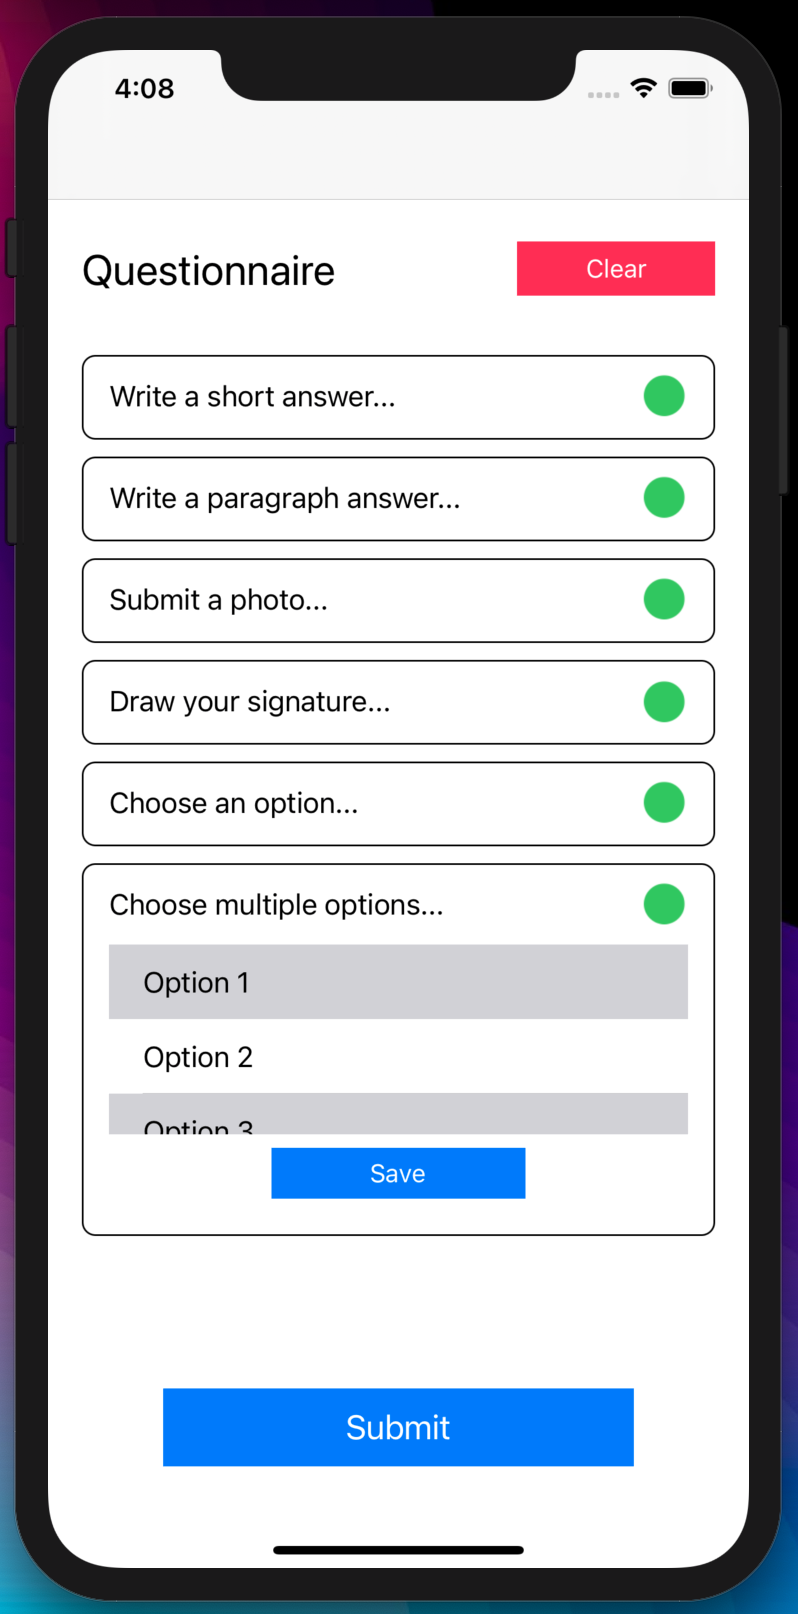 4:08
Questionnaire
Clear
Write a short answer...
Write a paragraph answer...
Submit a photo...
Draw your signature...
Choose an option...
Choose multiple options...
Option 1
Option 2
Option 3
Save
Submit